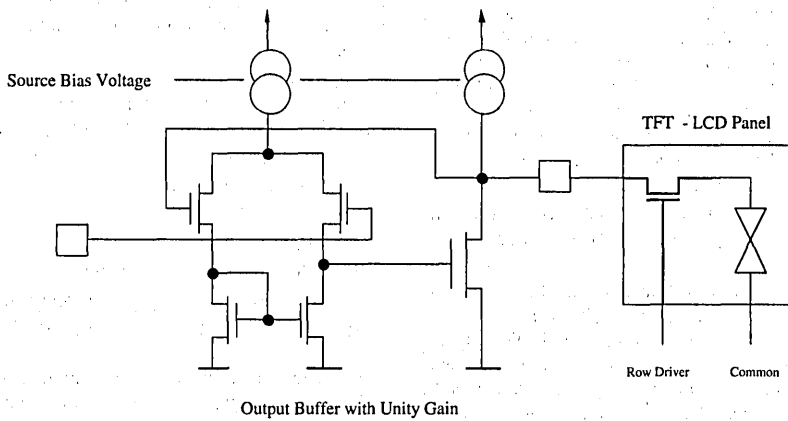 Source Bias Voltage
TFT - LCD Panel
Row Driver
Common
Output Buffer with Unity Gain